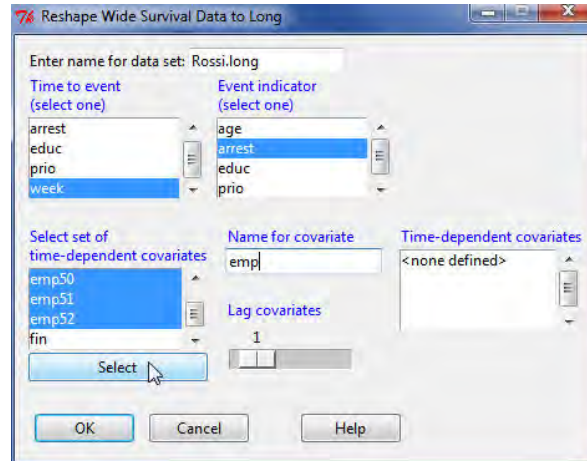 Reshape Wide Survival Data to Long
Enter name for data set: Rossi.long
Time to event
(select one)
Event indicator
(select one)
arrest
educ
prio
week
age
arrest
educ
prio
Select set of
time-dependent covariates
Name for covariate
Time-dependent covariates
emp50
emp51
emp52
fin
emp
<none defined>
Lag covariates
1
Select
OK
Cancel
Help